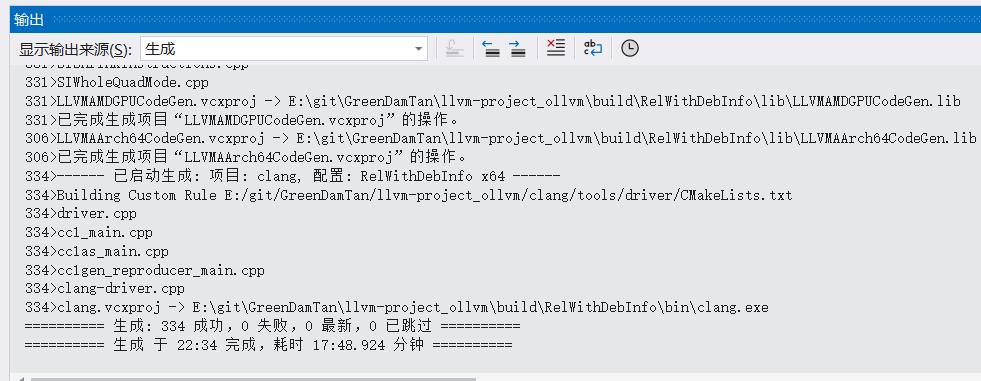 输出
显示输出来源(S): 生成
331>SIWholeQuadMode.cpp
331>LLVMAMDGPUCodeGen.vcxproj -> E:\git\GreenDamTan\llvm-project_ollvm\build\RelWithDebInfo\lib\LLVMAMDGPUCodeGen.lib
331>已完成生成项目“LLVMAMDGPUCodeGen.vcxproj”的操作。
306>LLVMAArch64CodeGen.vcxproj -> E:\git\GreenDamTan\llvm-project_ollvm\build\RelWithDebInfo\lib\LLVMAArch64CodeGen.lib
306>已完成生成项目“LLVMAArch64CodeGen.vcxproj”的操作。
334>------ 已启动生成: 项目: clang, 配置: RelWithDebInfo x64 ------
334>Building Custom Rule E:/git/GreenDamTan/llvm-project_ollvm/clang/tools/driver/CMakeLists.txt
334>driver.cpp
334>cc1_main.cpp
334>cc1as_main.cpp
334>cc1gen_reproducer_main.cpp
334>clang-driver.cpp
334>clang.vcxproj -> E:\git\GreenDamTan\llvm-project_ollvm\build\RelWithDebInfo\bin\clang.exe
========== 生成: 334 成功，0 失败，0 最新，0 已跳过 ==========
========== 生成 于 22:34 完成，耗时 17:48.924 分钟 ==========